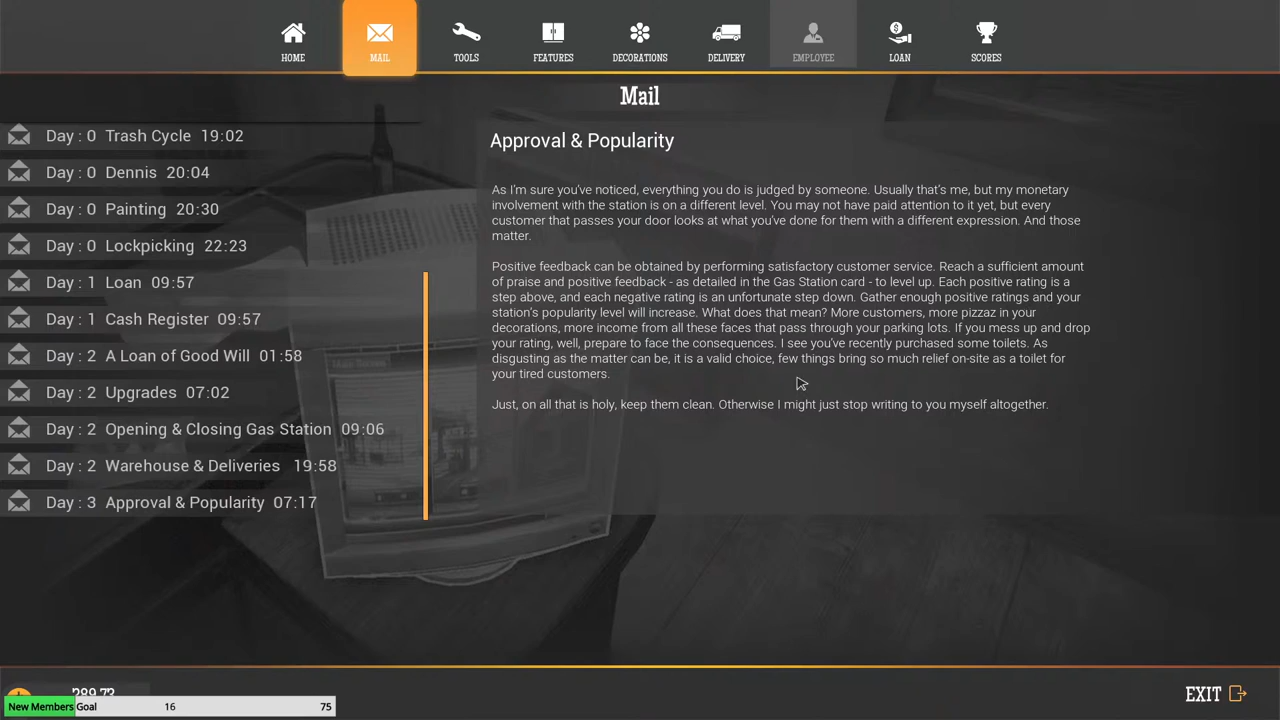 HOME
MAIL
TOOLS
FEATURES
DECORATIONS
DELIVERY
EMPLOYEE
LOAN
SCORES
Mail
Day : 0 Trash Cycle 19:02
Day : 0 Dennis 20:04
Day : 0 Painting 20:30
Day : 0 Lockpicking 22:23
Day : 1 Loan 09:57
Day : 1 Cash Register 09:57
Day : 2 A Loan of Good Will 01:58
Day : 2 Upgrades 07:02
Day : 2 Opening & Closing Gas Station 09:06
Day : 2 Warehouse & Deliveries 19:58
Day : 3 Approval & Popularity 07:17
Approval & Popularity
As I'm sure you've noticed, everything you do is judged by someone. Usually that's me, but my monetary
involvement with the station is on a different level. You may not have paid attention to it yet, but every
customer that passes your door looks at what you've done for them with a different expression. And those
matter.
Positive feedback can be obtained by performing satisfactory customer service. Reach a sufficient amount
of praise and positive feedback - as detailed in the Gas Station card - to level up. Each positive rating is a
step above, and each negative rating is an unfortunate step down. Gather enough positive ratings and your
station's popularity level will increase. What does that mean? More customers, more pizzaz in your
decorations, more income from all these faces that pass through your parking lots. If you mess up and drop
your rating, well, prepare to face the consequences. I see you've recently purchased some toilets. As
disgusting as the matter can be, it is a valid choice, few things bring so much relief on-site as a toilet for
your tired customers.
Just, on all that is holy, keep them clean. Otherwise I might just stop writing to you myself altogether.
New Members Goal 16 75
EXIT